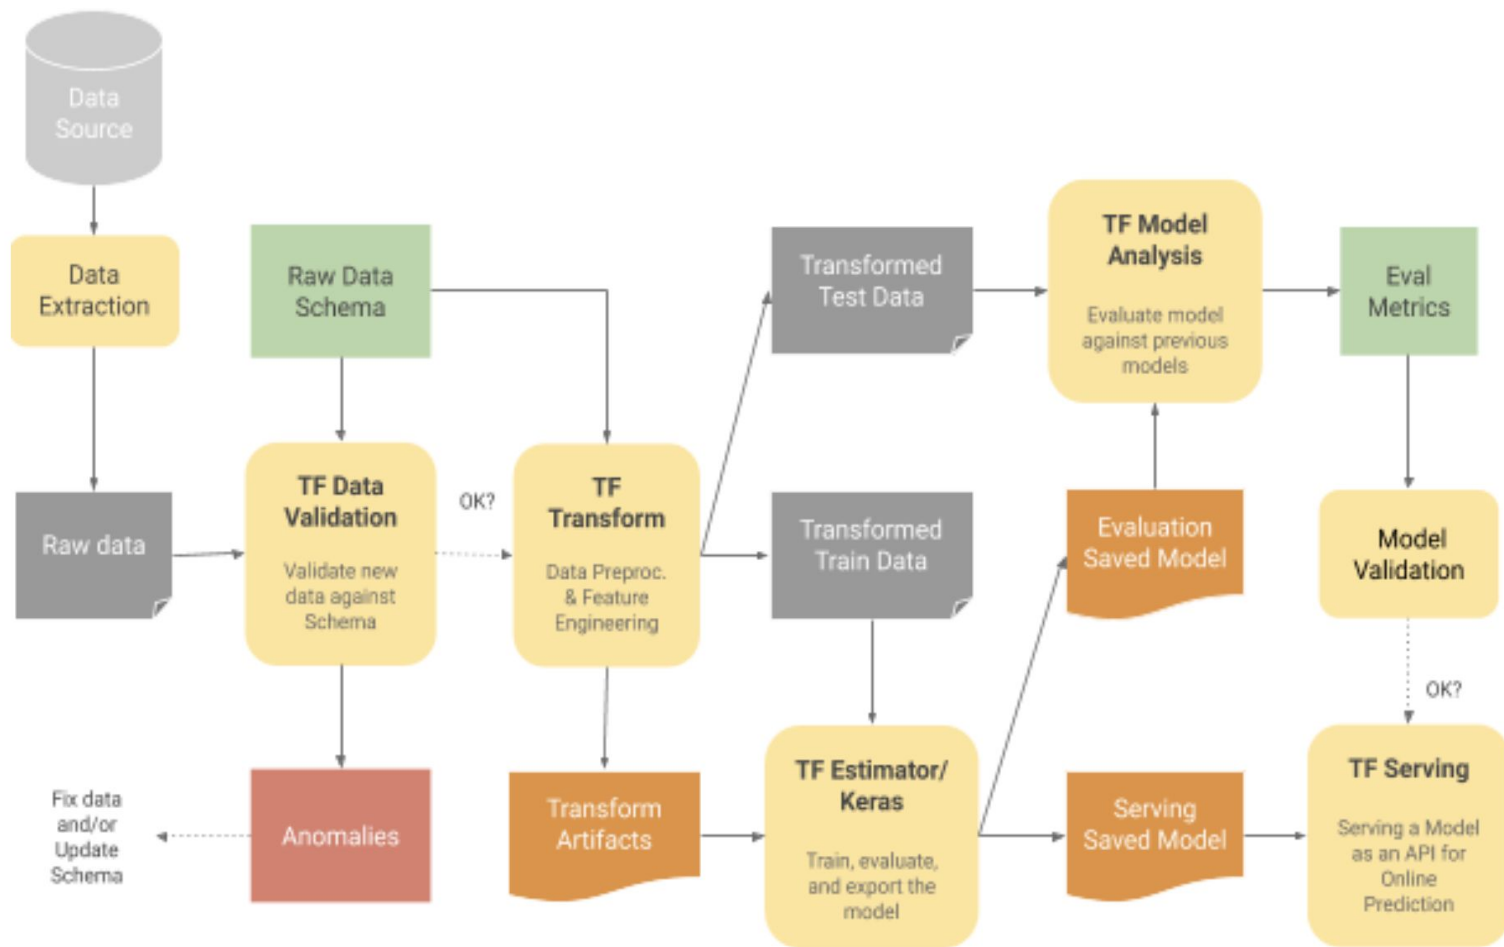 Data
Source
Data
Extraction
Raw data
Raw Data
Schema
TF Data
Validation
Validate new
data against
Schema
OK?
Anomalies
Fix data
and/or
Update
Schema
TF
Transform
Data Preproc.
& Feature
Engineering
Transform
Artifacts
Transformed
Test Data
Transformed
Train Data
TF Estimator/
Keras
Train, evaluate,
and export the
model
TF Model
Analysis
Evaluate model
against previous
models
Evaluation
Saved Model
Serving
Saved Model
Eval
Metrics
Model
Validation
OK?
TF Serving
Serving a Model
as an API for
Online
Prediction